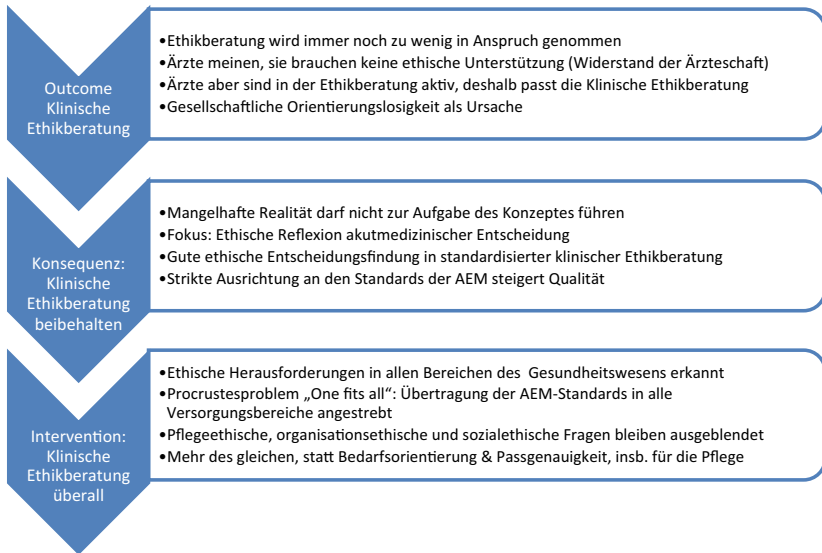 Outcome
Klinische
Ethikberatung
•Ethikberatung wird immer noch zu wenig in Anspruch genommen
•Ärzte meinen, sie brauchen keine ethische Unterstützung (Widerstand der Ärzteschaft)
•Ärzte aber sind in der Ethikberatung aktiv, deshalb passt die Klinische Ethikberatung
•Gesellschaftliche Orientierungslosigkeit als Ursache
Konsequenz:
Klinische
Ethikberatung
beibehalten
•Mangelhafte Realität darf nicht zur Aufgabe des Konzeptes führen
•Fokus: Ethische Reflexion akutmedizinischer Entscheidung
•Gute ethische Entscheidungsfindung in standardisierter klinischer Ethikberatung
•Strikte Ausrichtung an den Standards der AEM steigert Qualität
Intervention:
Klinische
Ethikberatung
überall
•Ethische Herausforderungen in allen Bereichen des Gesundheitswesens erkannt
•Procrustesproblem „One fits all“: Übertragung der AEM-Standards in alle
Versorgungsbereiche angestrebt
•Pflegeethische, organisationsethische und sozialethische Fragen bleiben ausgeblendet
•Mehr des gleichen, statt Bedarfsorientierung & Passgenauigkeit, insb. für die Pflege